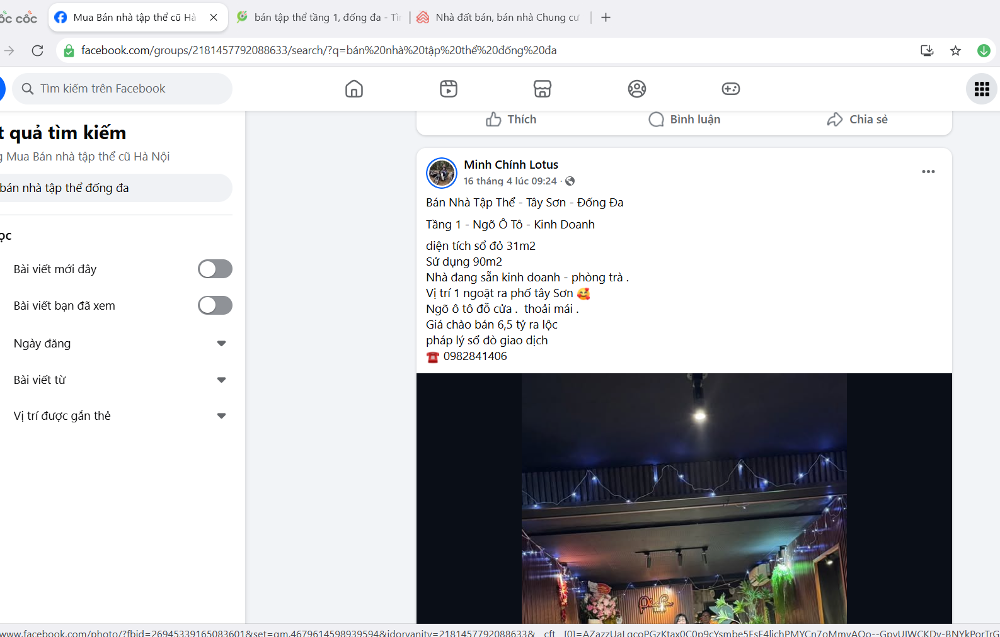 cốc cốc
Mua Bán nhà tập thể cũ Hà
bán tập thể tầng 1, đống đa - Tìr
Nhà đất bán, bán nhà Chung cư
facebook.com/groups/2181457792088633/search/?q=bán%20nhà%20tập%20thể%20đống%20đa
Tìm kiếm trên Facebook
t quả tìm kiếm
g Mua Bán nhà tập thể cũ Hà Nội
bán nhà tập thể đống đa
ọc
Bài viết mới đây
Bài viết bạn đã xem
Ngày đăng
Bài viết từ
Vị trí được gắn thẻ
Thích
Bình luận
Chia sẻ
Minh Chính Lotus
16 tháng 4 lúc 09:24 ·
Bán Nhà Tập Thể - Tây Sơn - Đống Đa
Tầng 1 - Ngõ Ô Tô - Kinh Doanh
diện tích sổ đỏ 31m2
Sử dụng 90m2
Nhà đang sẵn kinh doanh - phòng trà .
Vị trí 1 ngoặt ra phố tây Sơn 🥰
Ngõ ô tô đỗ cửa .  thoải mái .
Giá chào bán 6,5 tỷ ra lộc
pháp lý sổ đò giao dịch
☎️ 0982841406